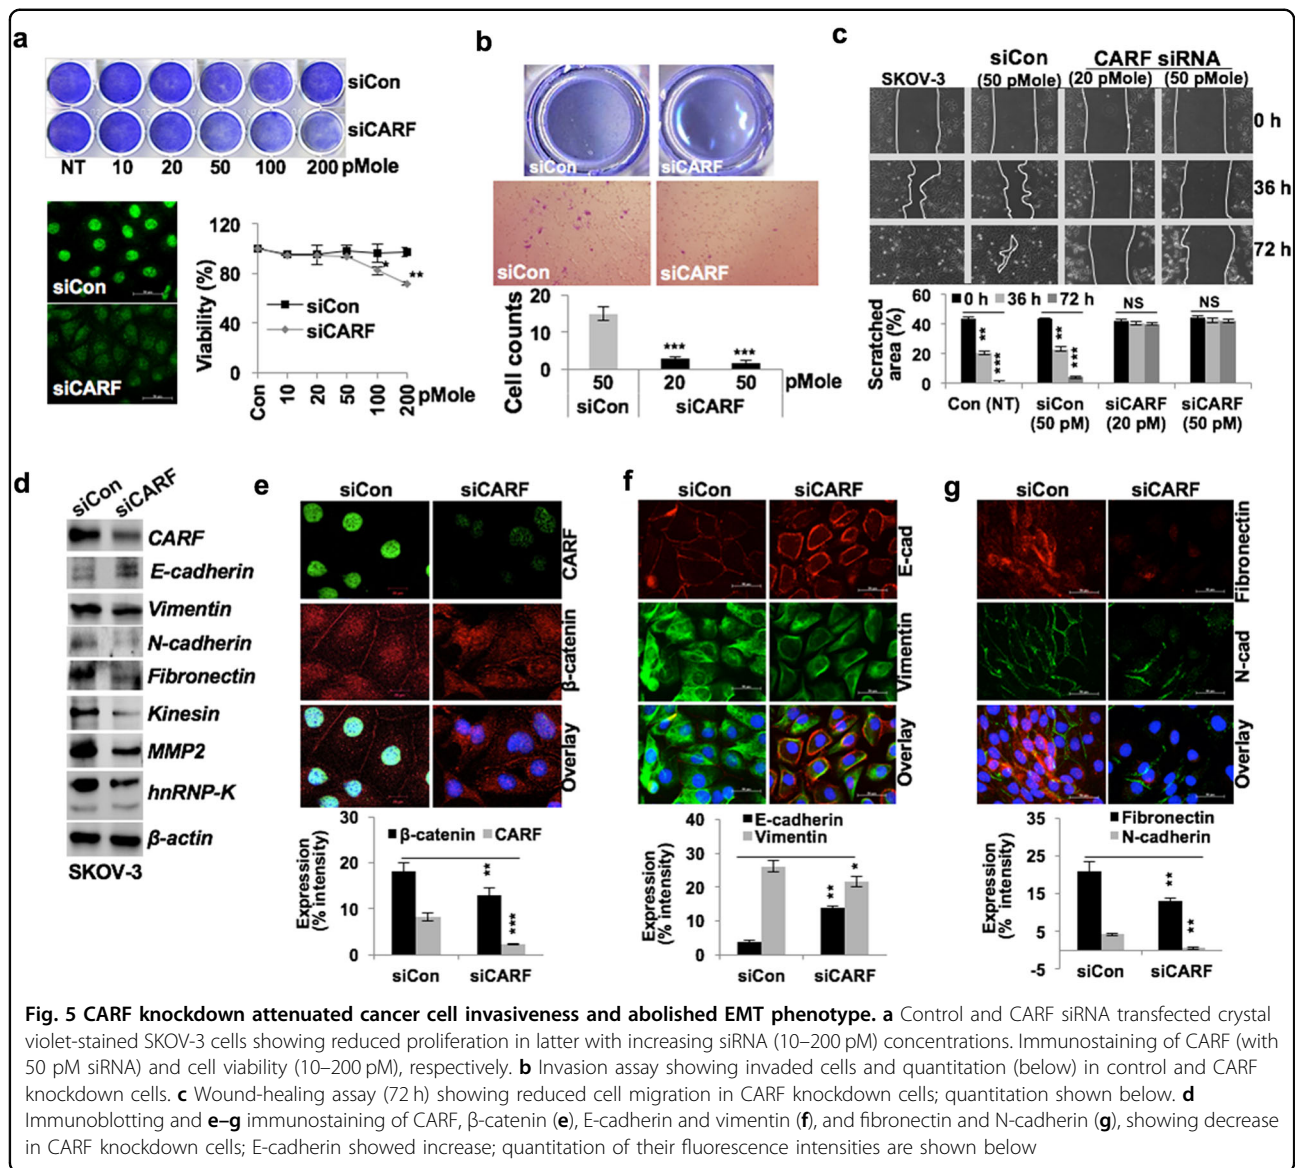 a
siCon
siCARF
NT 10 20 50 100 200 pMole
siCon
siCARF
Viability (%)
120
80
40
0
siCon
siCARF
*
**
Con 10 20 50 100 200 pMole
b
siCon siCARF
siCon siCARF
Cell counts
20
15
10
5
0
*** ***
50 20 50 pMole
siCon siCARF
c
siCon CARF siRNA
SKOV-3 (50 pMole) (20 pMole) (50 pMole)
0 h
36 h
72 h
Scratched
area (%)
60
40
20
0
0 h 36 h 72 h
** *** ** *** NS NS
Con (NT) siCon siCARF siCARF
(50 pM) (20 pM) (50 pM)
d
siCon siCARF
CARF
E-cadherin
Vimentin
N-cadherin
Fibronectin
Kinesin
MMP2
hnRNP-K
β-actin
SKOV-3
e
siCon siCARF
CARF
β-catenin
Overlay
Expression
(% intensity)
30
20
10
0
β-catenin CARF
** ***
siCon siCARF
f
siCon siCARF
E-cad
Vimentin
Overlay
E-cadherin
Vimentin
Expression
(% intensity)
40
30
20
10
0
** *
siCon siCARF
g
siCon siCARF
Fibronectin
N-cad
Overlay
Fibronectin
N-cadherin
Expression
(% intensity)
35
25
15
5
-5
** **
siCon siCARF
Fig. 5 CARF knockdown attenuated cancer cell invasiveness and abolished EMT phenotype. a Control and CARF siRNA transfected crystal
violet-stained SKOV-3 cells showing reduced proliferation in latter with increasing siRNA (10–200 pM) concentrations. Immunostaining of CARF (with
50 pM siRNA) and cell viability (10–200 pM), respectively. b Invasion assay showing invaded cells and quantitation (below) in control and CARF
knockdown cells. c Wound-healing assay (72 h) showing reduced cell migration in CARF knockdown cells; quantitation shown below. d
Immunoblotting and e–g immunostaining of CARF, β-catenin (e), E-cadherin and vimentin (f), and fibronectin and N-cadherin (g), showing decrease
in CARF knockdown cells; E-cadherin showed increase; quantitation of their fluorescence intensities are shown below